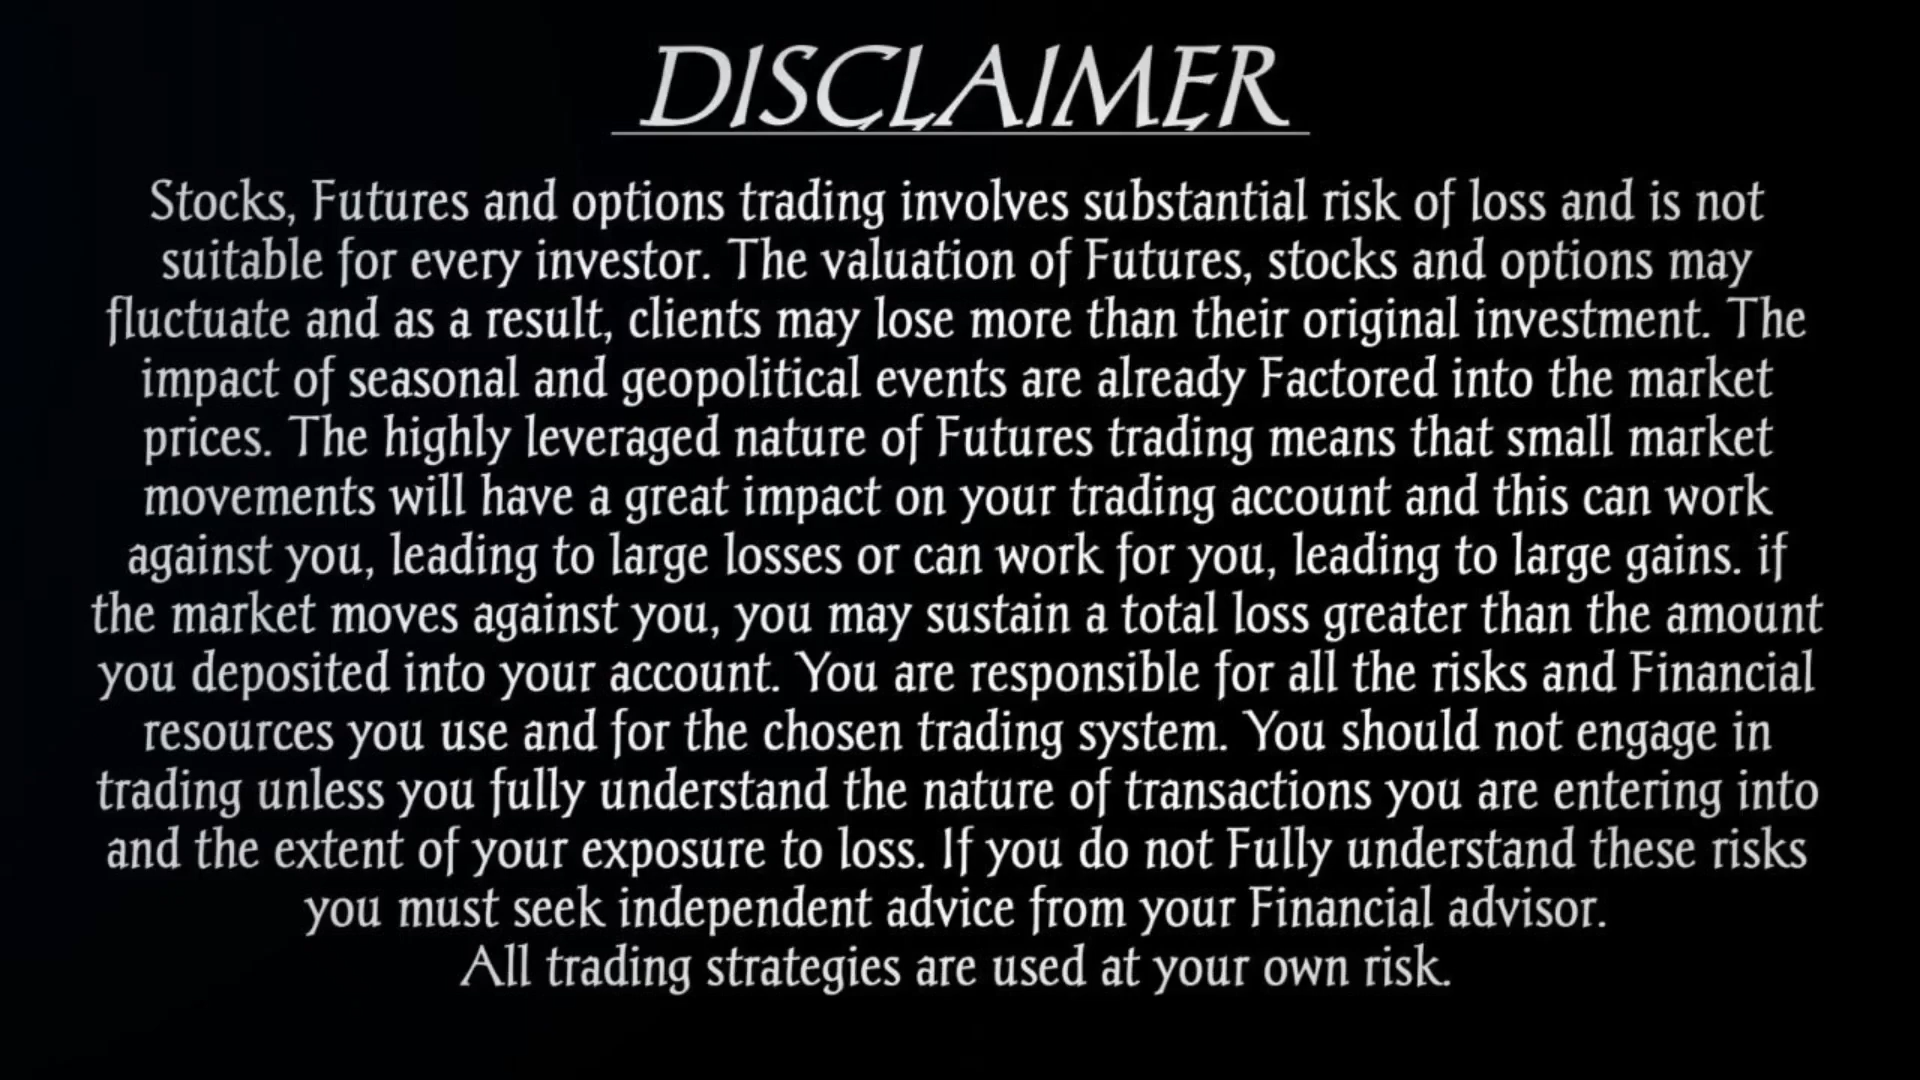 DISCLAIMER
Stocks, Futures and options trading involves substantial risk of loss and is not
suitable for every investor. The valuation of Futures, stocks and options may
fluctuate and as a result, clients may lose more than their original investment. The
impact of seasonal and geopolitical events are already Factored into the market
prices. The highly leveraged nature of Futures trading means that small market
movements will have a great impact on your trading account and this can work
against you, leading to large losses or can work for you, leading to large gains. if
the market moves against you, you may sustain a total loss greater than the amount
you deposited into your account. You are responsible for all the risks and Financial
resources you use and for the chosen trading system. You should not engage in
trading unless you fully understand the nature of transactions you are entering into
and the extent of your exposure to loss. If you do not Fully understand these risks
you must seek independent advice from your Financial advisor.
All trading strategies are used at your own risk.